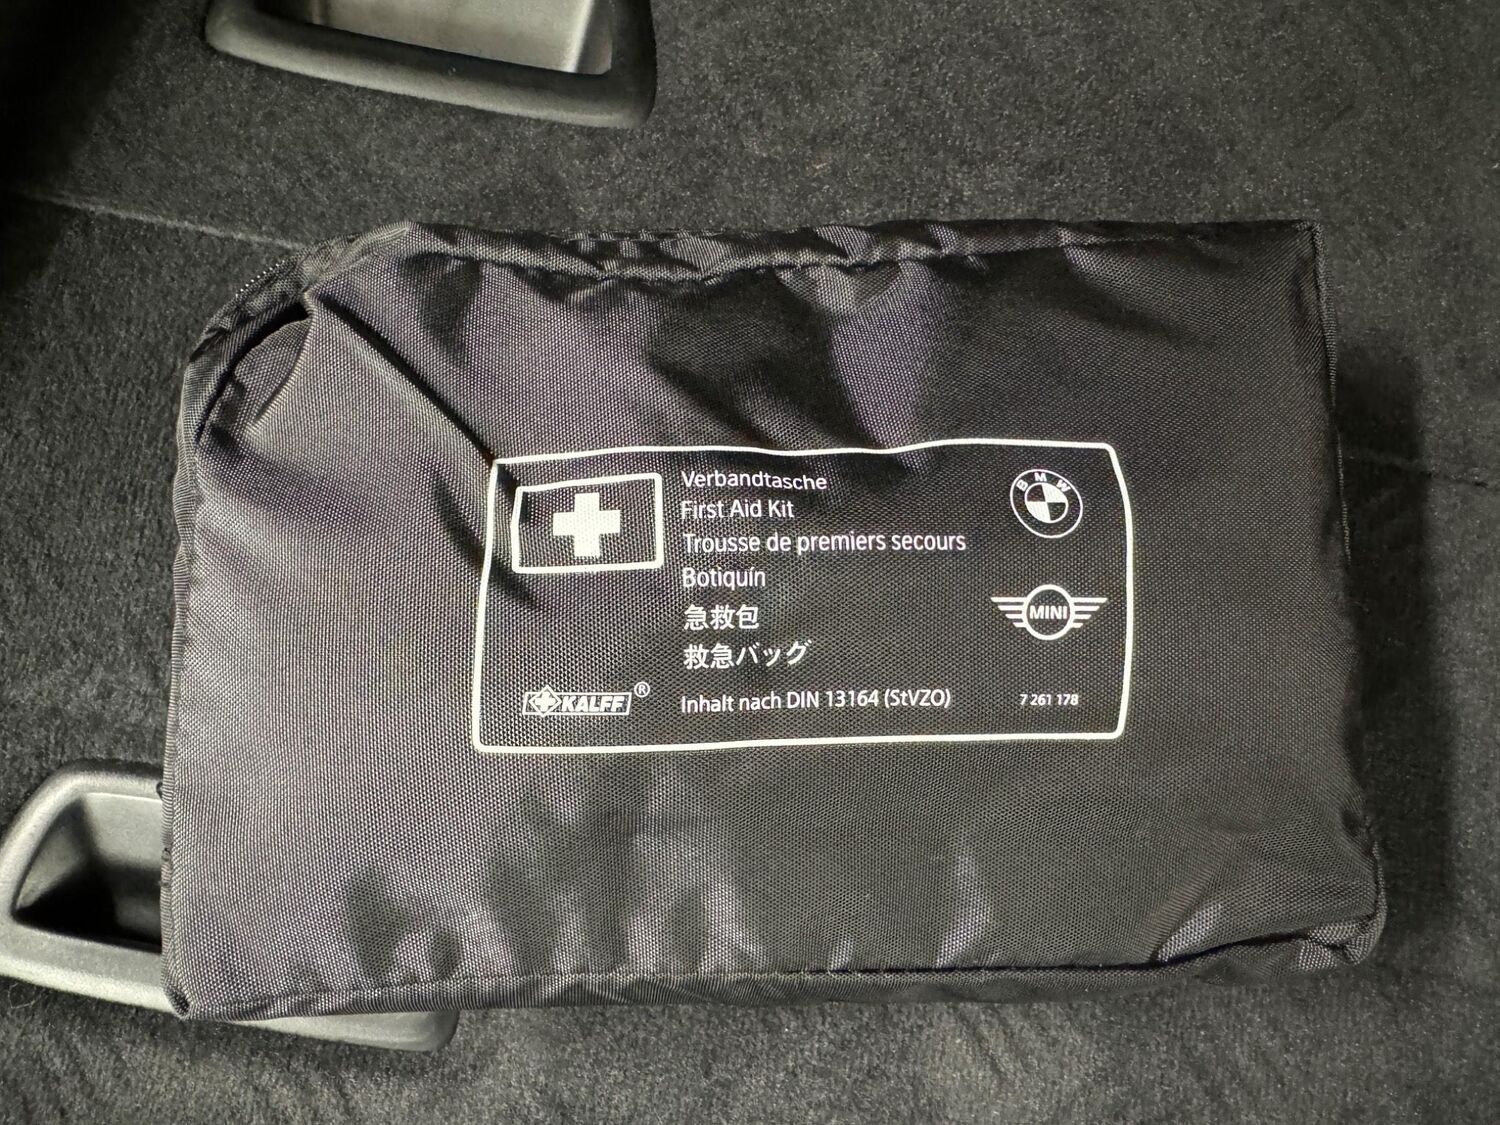 Verbandtasche
First Aid Kit
Trousse de premiers secours
Botiquín
急救包
救急バッグ
BMW
MINI
KALFF®
Inhalt nach DIN 13164 (StVZO)
7 261 178